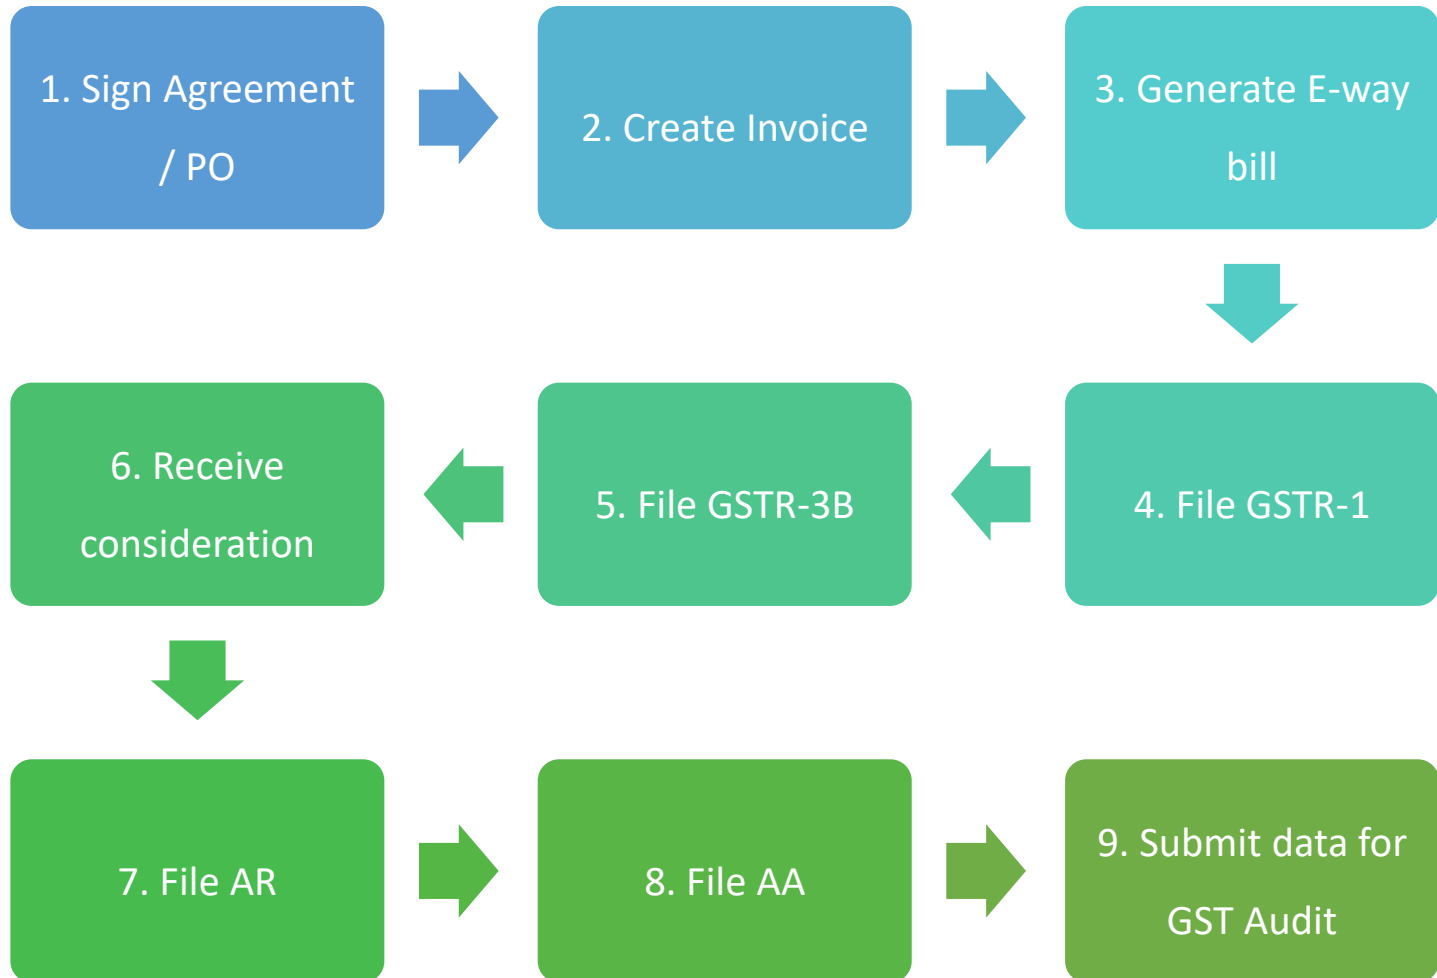 1. Sign Agreement
/ PO
2. Create Invoice
3. Generate E-way
bill
4. File GSTR-1
5. File GSTR-3B
6. Receive
consideration
7. File AR
8. File AA
9. Submit data for
GST Audit